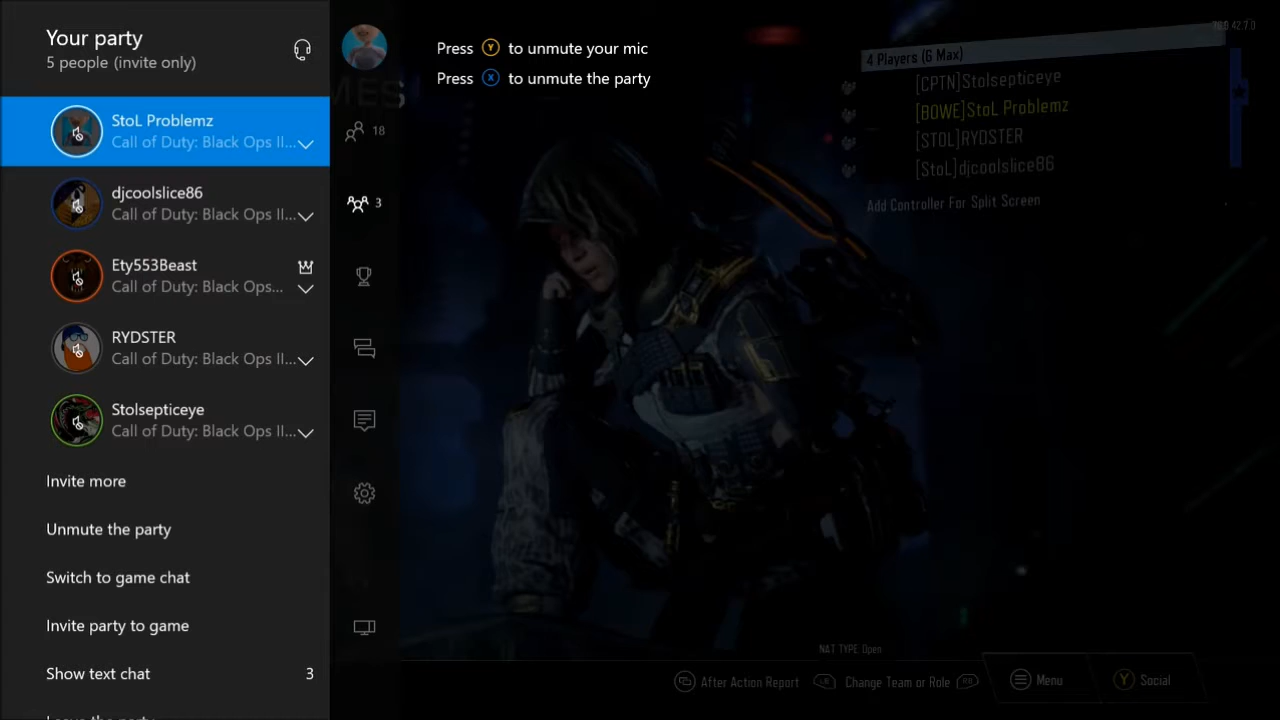 Your party
5 people (invite only)
StoL Problemz
Call of Duty: Black Ops II...
djcoolslice86
Call of Duty: Black Ops II...
Ety553Beast
Call of Duty: Black Ops...
RYDSTER
Call of Duty: Black Ops II...
Stolsepticeye
Call of Duty: Black Ops II...
Invite more
Unmute the party
Switch to game chat
Invite party to game
Show text chat 3
Leave the party
18
3
Press Y to unmute your mic
Press X to unmute the party
4 Players (6 Max)
[CPTN]Stolsepticeye
[BOWE]StoL Problemz
[STOL]RYDSTER
[StoL]djcoolslice86
Add Controller For Split Screen
NAT TYPE Open
After Action Report LB Change Team or Role RB Menu Y Social